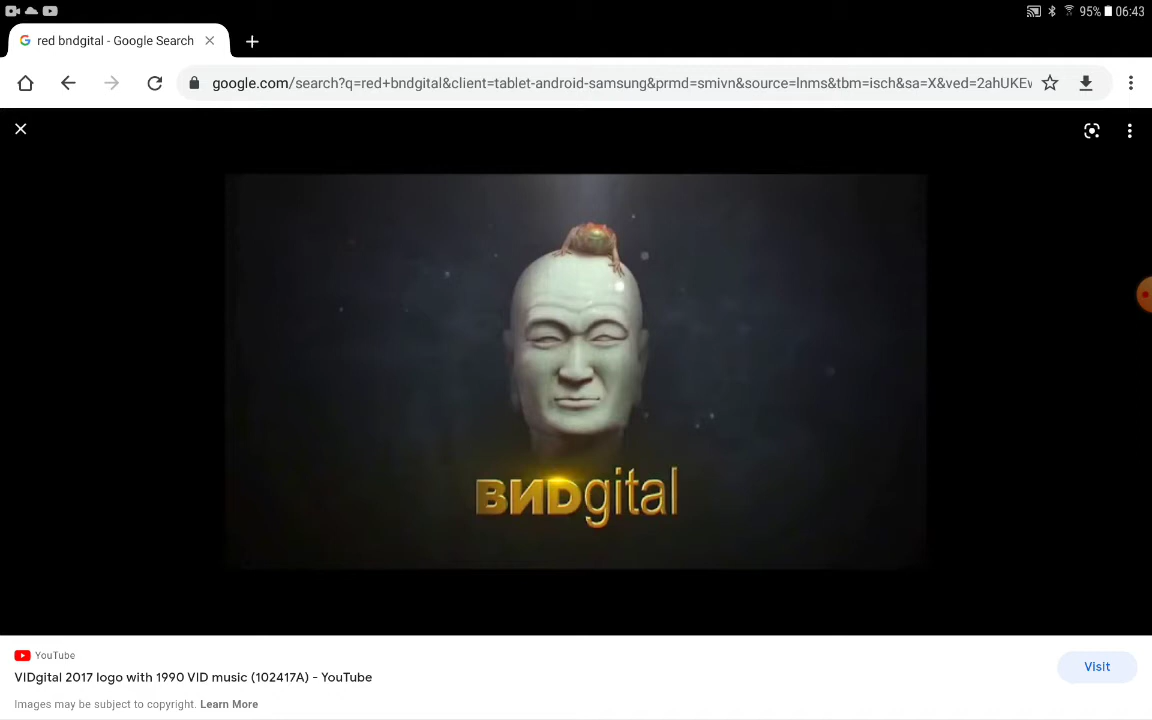 95% 06:43
red bndgital - Google Search
google.com/search?q=red+bndgital&client=tablet-android-samsung&prmd=smivn&source=lnms&tbm=isch&sa=X&ved=2ahUKEv
ВИDgital
YouTube
VIDgital 2017 logo with 1990 VID music (102417A) - YouTube
Visit
Images may be subject to copyright. Learn More